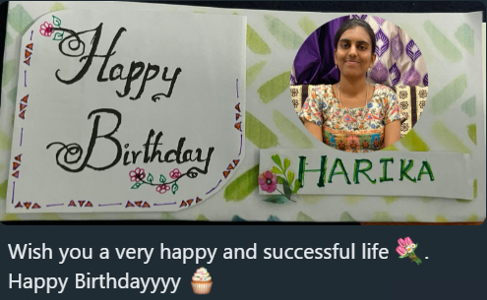 Happy
Birthday
HARIKA
Wish you a very happy and successful life 💐.
Happy Birthdayyyy 🧁